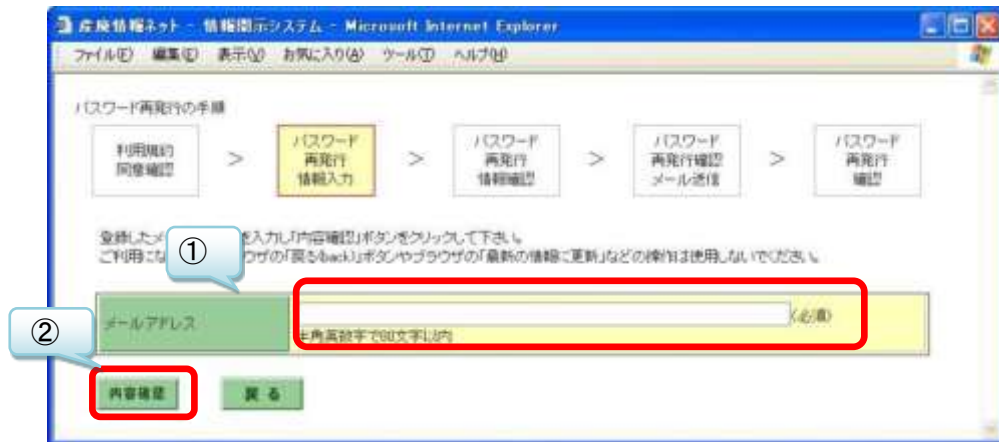 産廃情報ネット - 情報開示システム - Microsoft Internet Explorer
ファイル(F) 編集(E) 表示(V) お気に入り(A) ツール(T) ヘルプ(H)
パスワード再発行の手順
利用規約
同意確認
>
パスワード
再発行
情報入力
>
パスワード
再発行
情報確認
>
パスワード
再発行確認
メール送信
>
パスワード
再発行
確認
登録したメ を入力し「内容確認」ボタンをクリックして下さい。
ご利用にな ウザの「戻る(back)」ボタンやブラウザの「最新の情報に更新」などの操作は使用しないでください。
①
メールアドレス
(必須)
半角英数字で60文字以内
②
内容確認
戻る